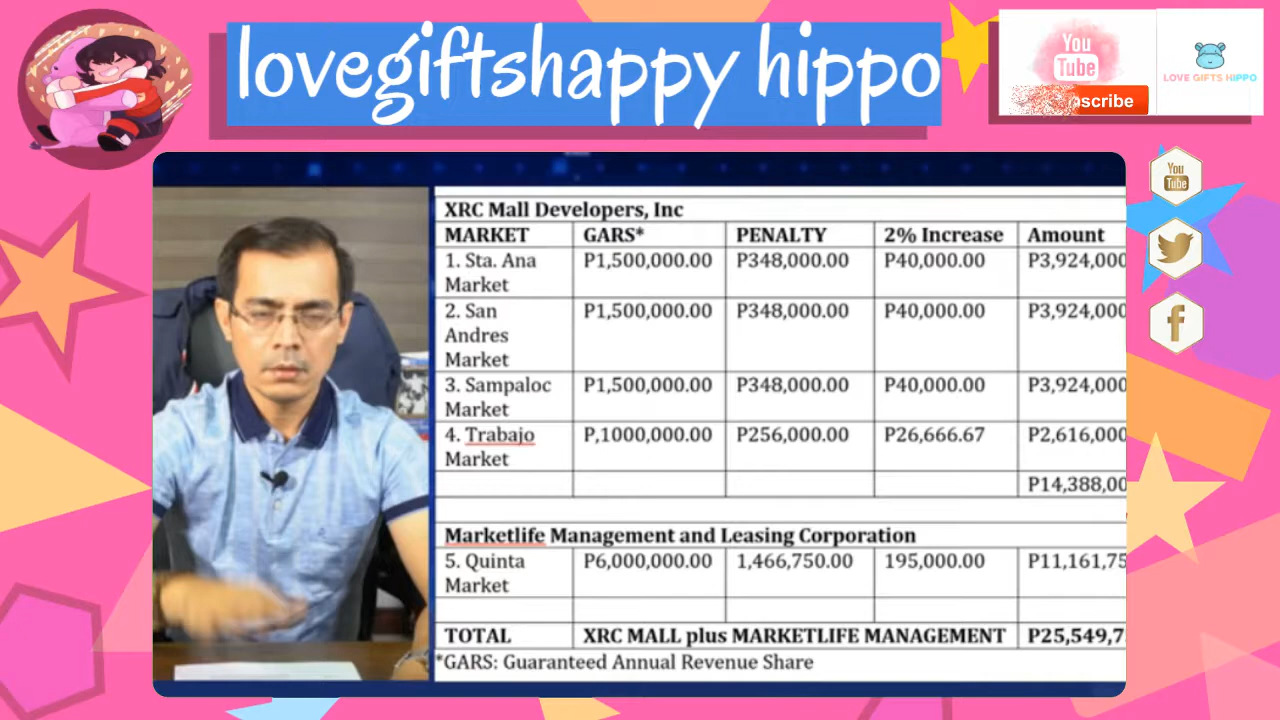 lovegiftshappy hippo
You
Tube
scribe
LOVE GIFTS HIPPO
You
Tube
XRC Mall Developers, Inc
MARKET GARS* PENALTY 2% Increase Amount
1. Sta. Ana P1,500,000.00 P348,000.00 P40,000.00 P3,924,000
Market
2. San P1,500,000.00 P348,000.00 P40,000.00 P3,924,000
Andres
Market
3. Sampaloc P1,500,000.00 P348,000.00 P40,000.00 P3,924,000
Market
4. Trabajo P,1000,000.00 P256,000.00 P26,666.67 P2,616,000
Market
P14,388,00
Marketlife Management and Leasing Corporation
5. Quinta P6,000,000.00 1,466,750.00 195,000.00 P11,161,75
Market
TOTAL XRC MALL plus MARKETLIFE MANAGEMENT P25,549,7
*GARS: Guaranteed Annual Revenue Share